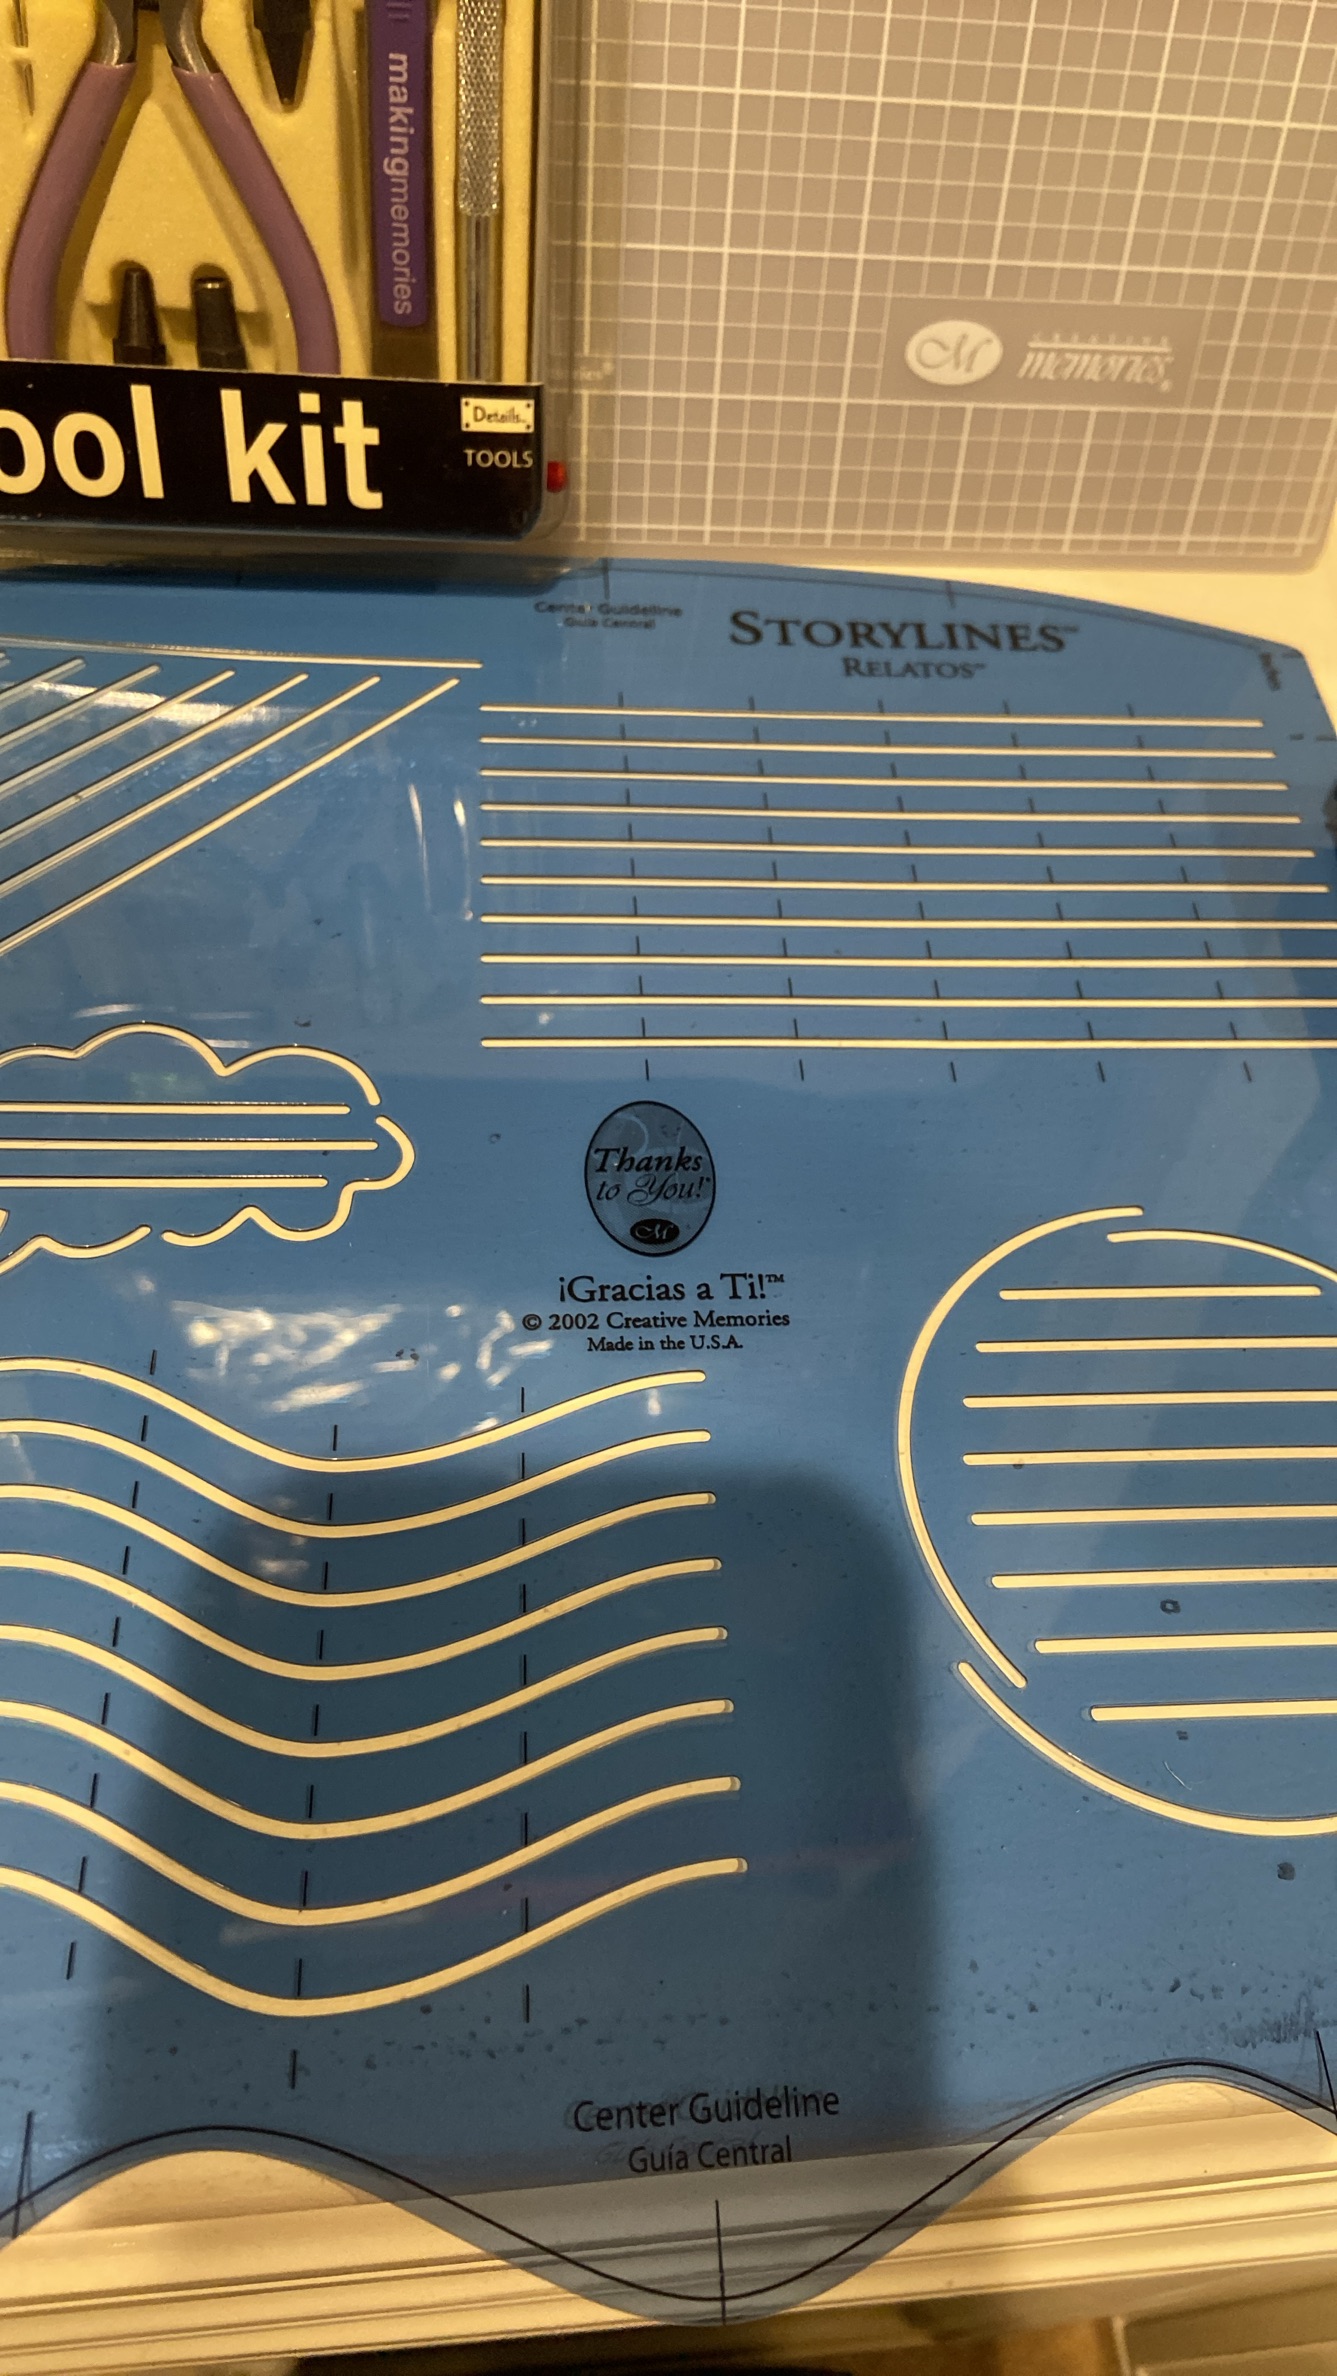 makingmemories
ool kit
Details
TOOLS
M
memories
Center Guideline
Guía Central
STORYLINES™
RELATOS™
Thanks
to You!
M
¡Gracias a Ti!™
© 2002 Creative Memories
Made in the U.S.A.
Center Guideline
Guía Central